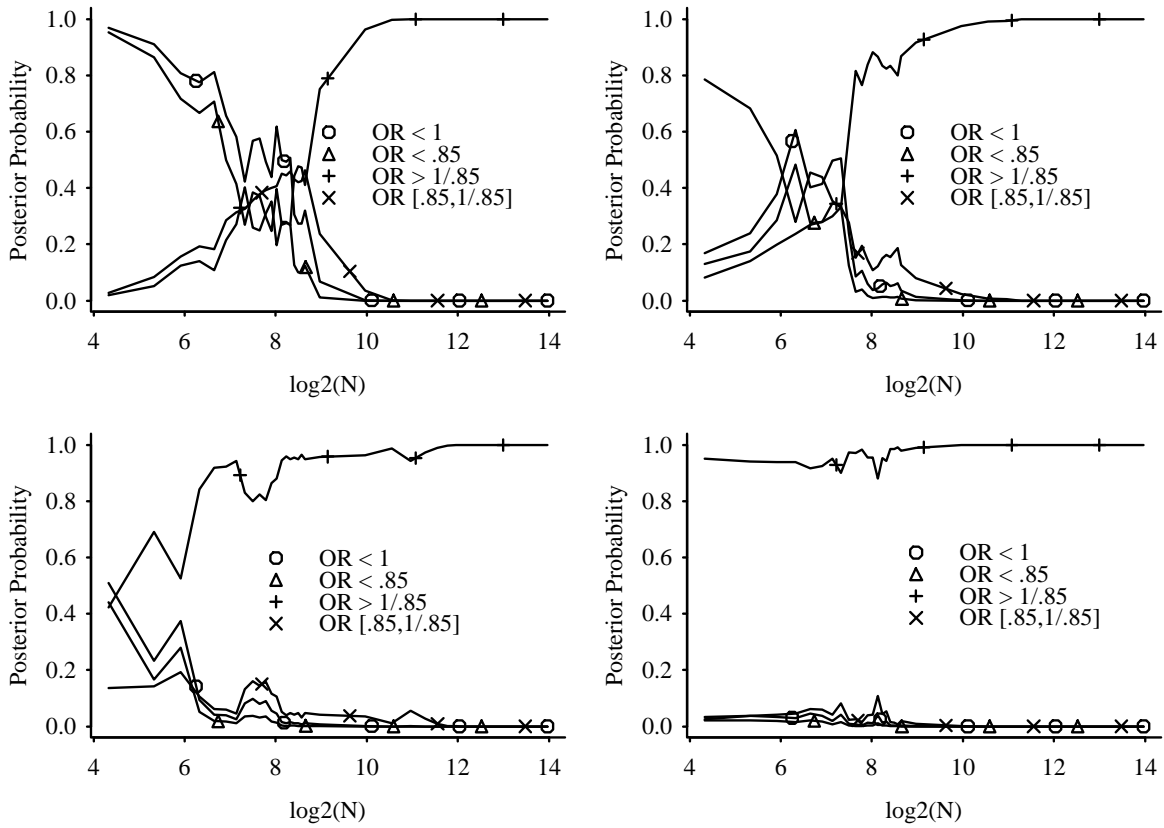 Posterior Probability
1.0
0.8
0.6
0.4
0.2
0.0
OR < 1
OR < .85
OR > 1/.85
OR [.85,1/.85]
4 6 8 10 12 14
log2(N)
Posterior Probability
1.0
0.8
0.6
0.4
0.2
0.0
OR < 1
OR < .85
OR > 1/.85
OR [.85,1/.85]
4 6 8 10 12 14
log2(N)
Posterior Probability
1.0
0.8
0.6
0.4
0.2
0.0
OR < 1
OR < .85
OR > 1/.85
OR [.85,1/.85]
4 6 8 10 12 14
log2(N)
Posterior Probability
1.0
0.8
0.6
0.4
0.2
0.0
OR < 1
OR < .85
OR > 1/.85
OR [.85,1/.85]
4 6 8 10 12 14
log2(N)